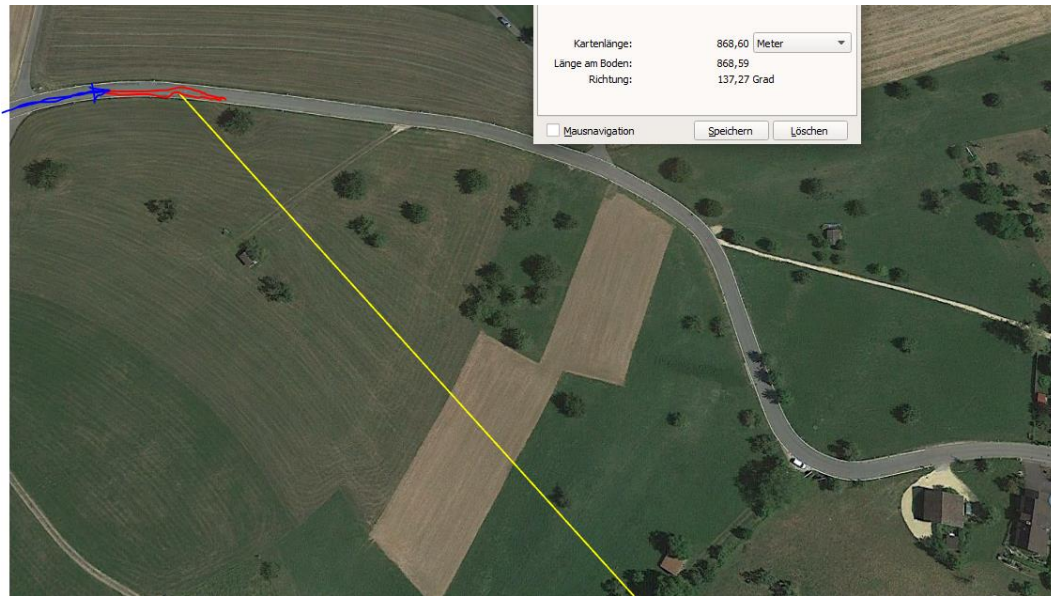 Kartenlänge: 868,60 Meter
Länge am Boden: 868,59
Richtung: 137,27 Grad
Mausnavigation Speichern Löschen